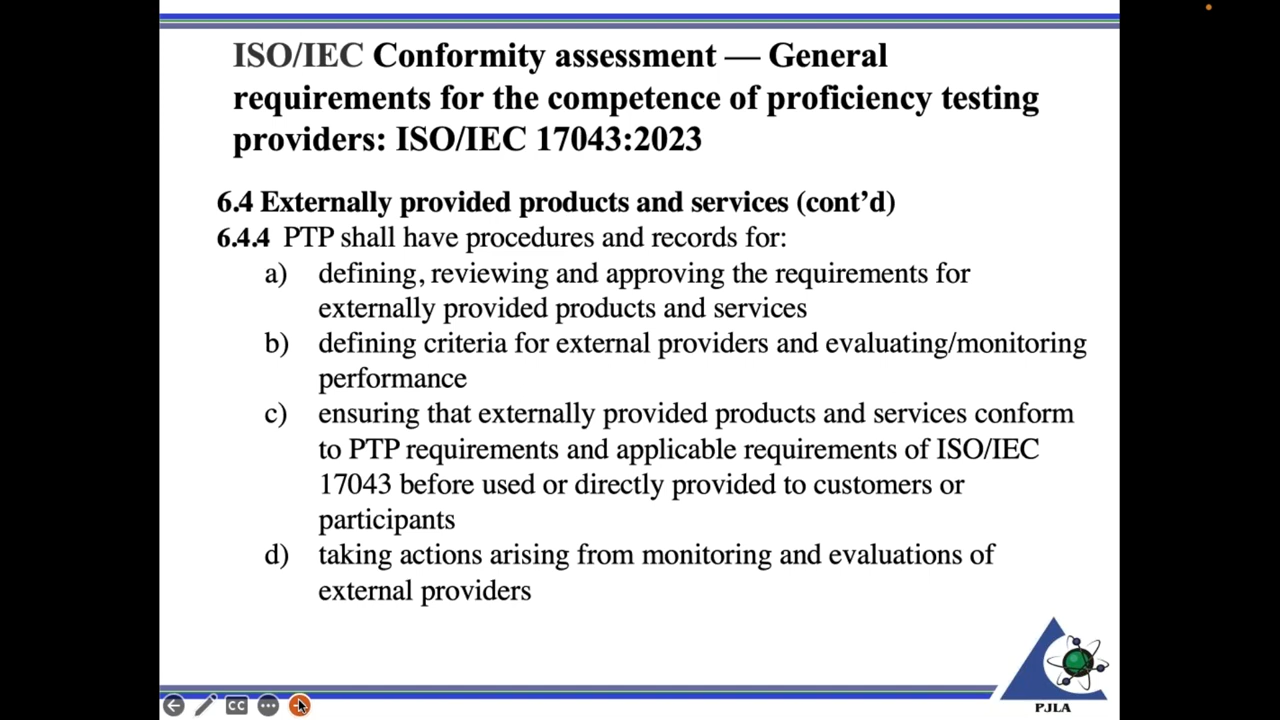 ISO/IEC Conformity assessment — General
requirements for the competence of proficiency testing
providers: ISO/IEC 17043:2023
6.4 Externally provided products and services (cont’d)
6.4.4 PTP shall have procedures and records for:
a) defining, reviewing and approving the requirements for
externally provided products and services
b) defining criteria for external providers and evaluating/monitoring
performance
c) ensuring that externally provided products and services conform
to PTP requirements and applicable requirements of ISO/IEC
17043 before used or directly provided to customers or
participants
d) taking actions arising from monitoring and evaluations of
external providers
CC
PJLA